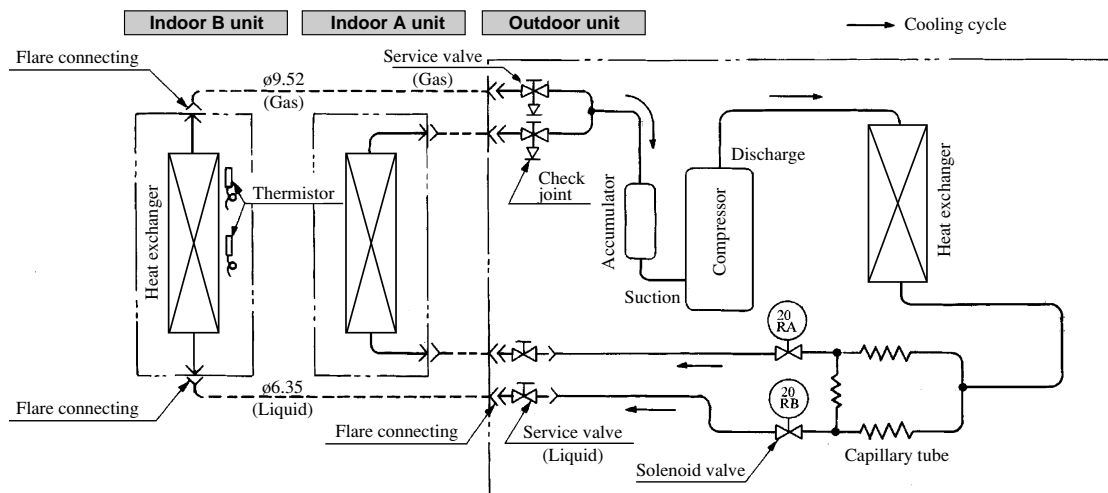 Indoor B unit
Indoor A unit
Outdoor unit
Cooling cycle
Flare connecting
ø9.52
(Gas)
Service valve
(Gas)
Check
joint
Discharge
Thermistor
Heat exchanger
Accumulator
Compressor
Heat exchanger
Suction
20
RA
20
RB
ø6.35
(Liquid)
Flare connecting
Flare connecting
Service valve
(Liquid)
Solenoid valve
Capillary tube